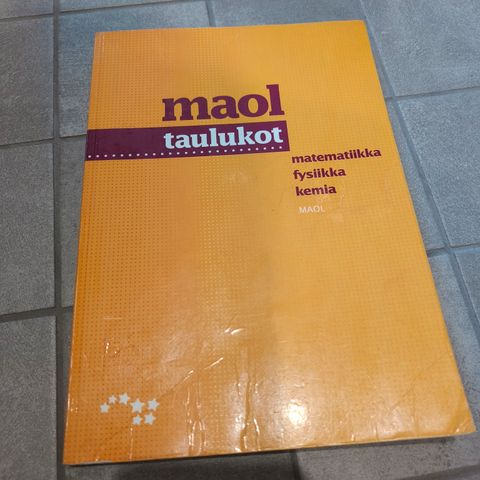 maol
taulukot
matematiikka
fysiikka
kemia
MAOL